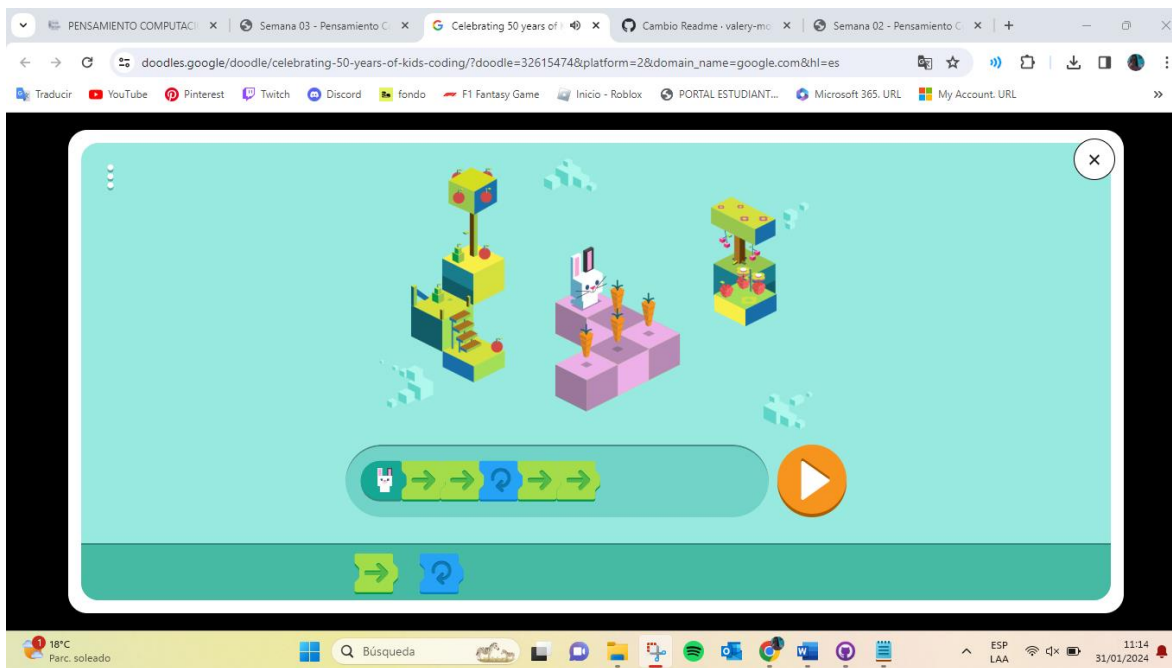 PENSAMIENTO COMPUTACI
Semana 03 - Pensamiento C
Celebrating 50 years of
Cambio Readme · valery-mo
Semana 02 - Pensamiento C
doodles.google/doodle/celebrating-50-years-of-kids-coding/?doodle=32615474&platform=2&domain_name=google.com&hl=es
Traducir YouTube Pinterest Twitch Discord fondo F1 Fantasy Game Inicio - Roblox PORTAL ESTUDIANT... Microsoft 365. URL My Account. URL
1 18°C
Parc. soleado
Búsqueda
ESP
LAA
11:14
31/01/2024